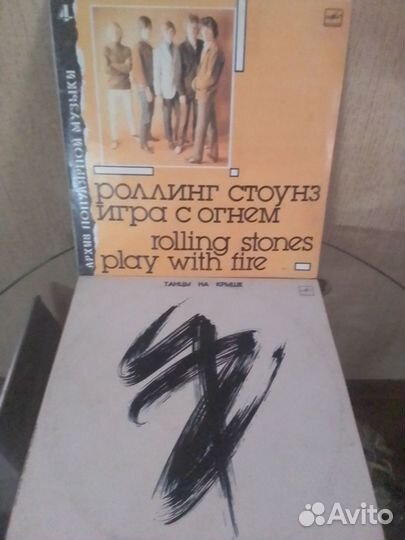 4
АРХИВ ПОПУЛЯРНОЙ МУЗЫКИ
РОЛЛИНГ СТОУНЗ
ИГРА С ОГНЕМ
rolling stones
play with fire
ТАНЦЫ НА КРЫШЕ
Avito